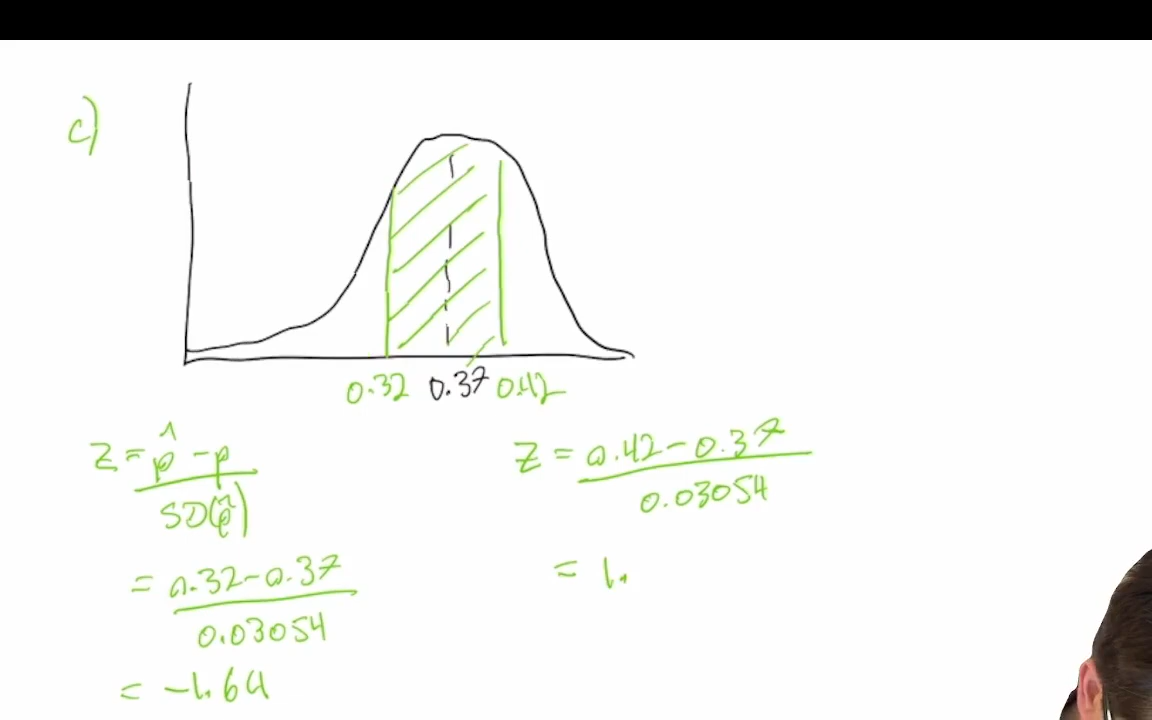 c)
0.32 0.37 0.42
z = p̂ - p
SD(p̂)
= 0.32 - 0.37
0.03054
= -1.64
z = 0.42 - 0.37
0.03054
= 1.